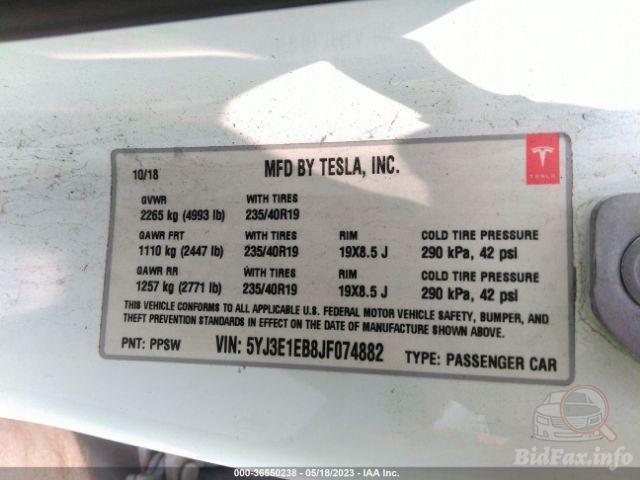 10/18 MFD BY TESLA, INC.
TESLA
GVWR WITH TIRES
2265 kg (4993 lb) 235/40R19
GAWR FRT WITH TIRES RIM COLD TIRE PRESSURE
1110 kg (2447 lb) 235/40R19 19X8.5 J 290 kPa, 42 psi
GAWR RR WITH TIRES RIM COLD TIRE PRESSURE
1257 kg (2771 lb) 235/40R19 19X8.5 J 290 kPa, 42 psi
THIS VEHICLE CONFORMS TO ALL APPLICABLE U.S. FEDERAL MOTOR VEHICLE SAFETY, BUMPER, AND
THEFT PREVENTION STANDARDS IN EFFECT ON THE DATE OF MANUFACTURE SHOWN ABOVE.
PNT: PPSW VIN: 5YJ3E1EB8JF074882 TYPE: PASSENGER CAR
BidFax.info
000-36550238 - 05/18/2023 - IAA Inc.